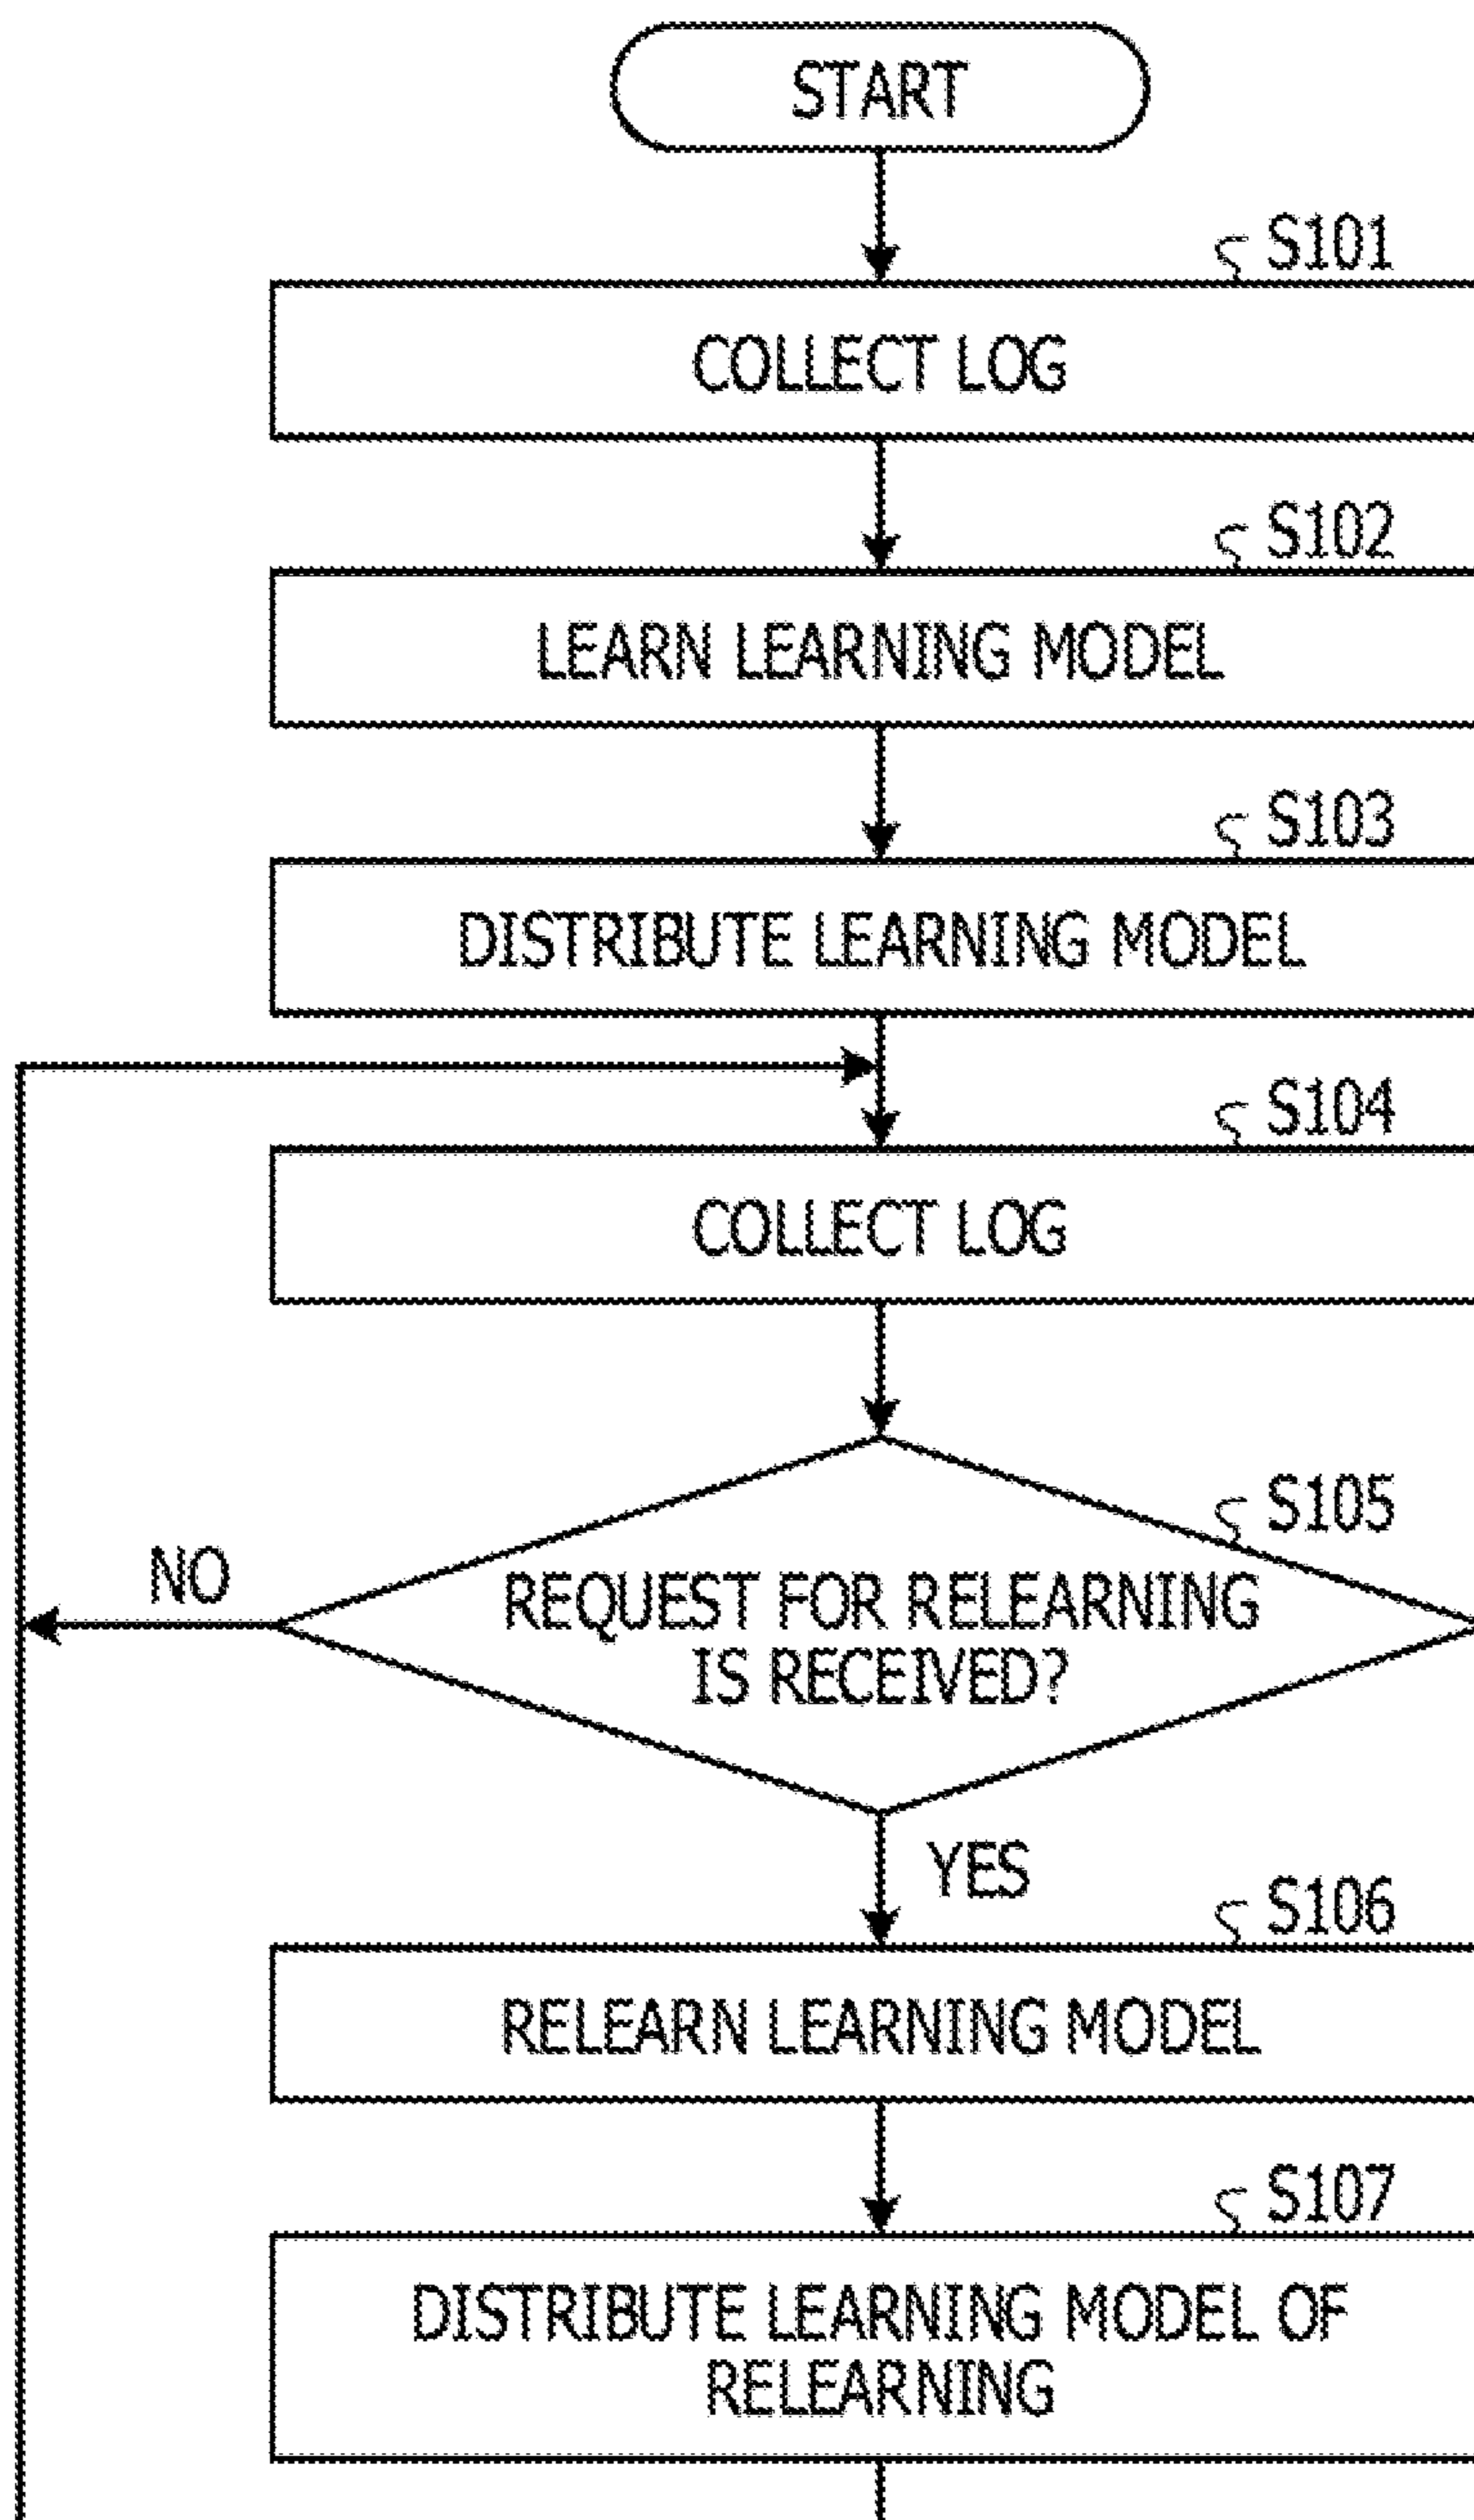 START
S101
COLLECT LOG
S102
LEARN LEARNING MODEL
S103
DISTRIBUTE LEARNING MODEL
S104
COLLECT LOG
S105
NO
REQUEST FOR RELEARNING
IS RECEIVED?
YES
S106
RELEARN LEARNING MODEL
S107
DISTRIBUTE LEARNING MODEL OF
RELEARNING